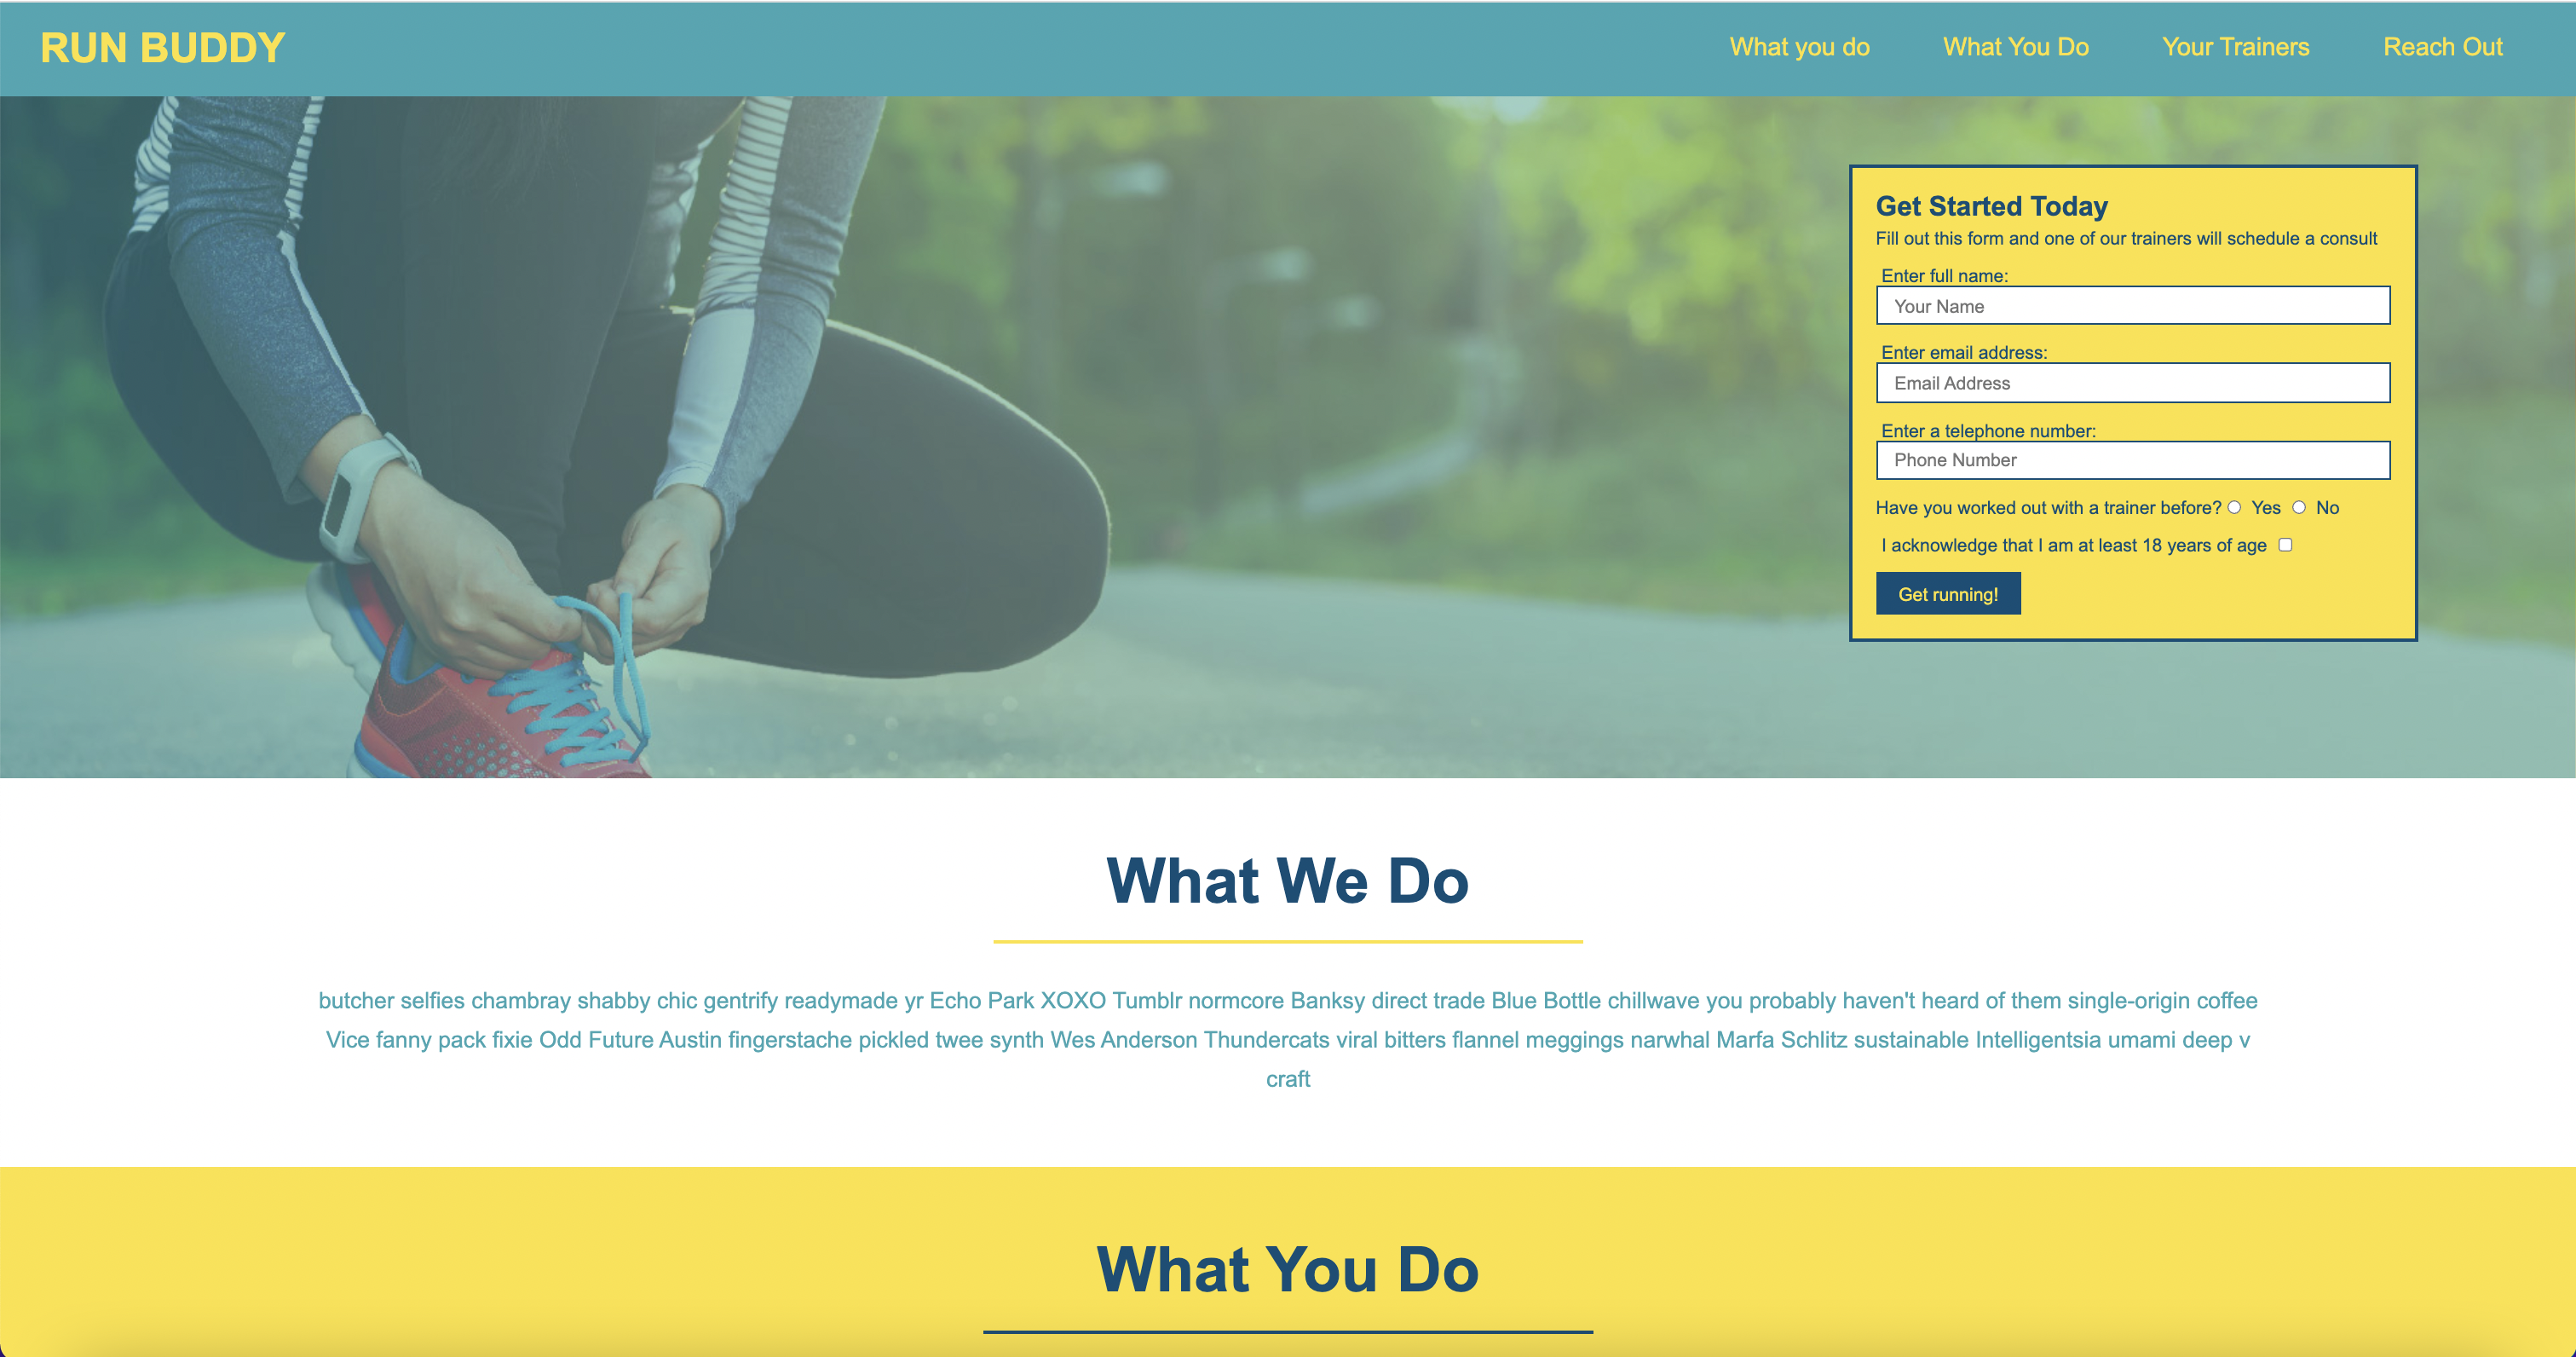 RUN BUDDY
What you do
What You Do
Your Trainers
Reach Out
Get Started Today
Fill out this form and one of our trainers will schedule a consult
Enter full name:
Your Name
Enter email address:
Email Address
Enter a telephone number:
Phone Number
Have you worked out with a trainer before? Yes No
I acknowledge that I am at least 18 years of age
Get running!
What We Do
butcher selfies chambray shabby chic gentrify readymade yr Echo Park XOXO Tumblr normcore Banksy direct trade Blue Bottle chillwave you probably haven't heard of them single-origin coffee
Vice fanny pack fixie Odd Future Austin fingerstache pickled twee synth Wes Anderson Thundercats viral bitters flannel meggings narwhal Marfa Schlitz sustainable Intelligentsia umami deep v
craft
What You Do